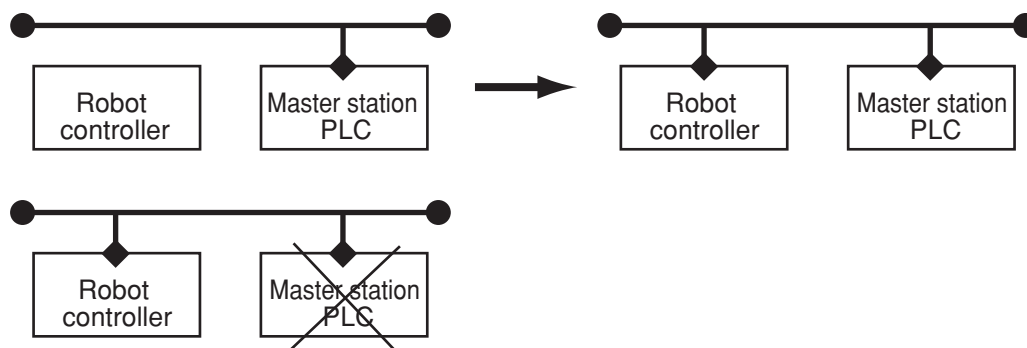 Robot
controller
Master station
PLC
Robot
controller
Master station
PLC
Robot
controller
Master station
PLC